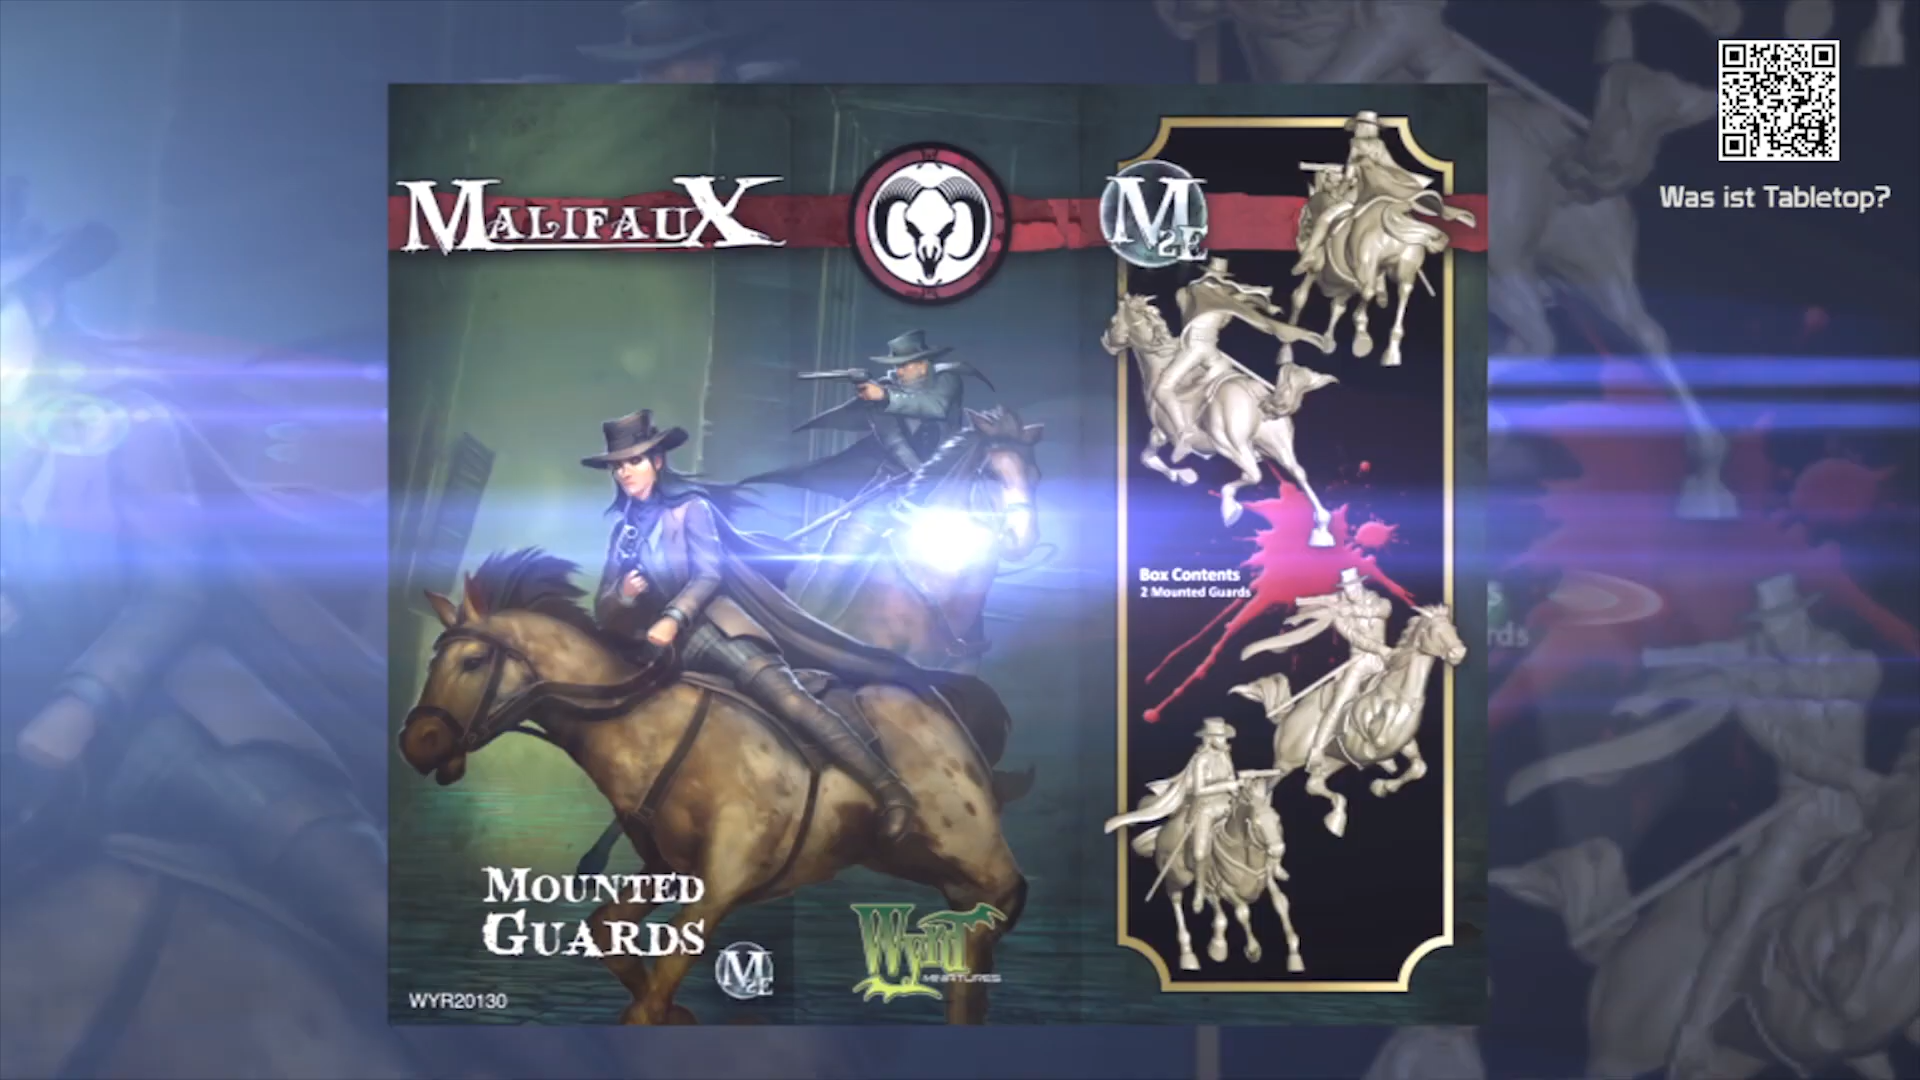 Was ist Tabletop?
MALIFAUX
M2E
Box Contents
2 Mounted Guards
MOUNTED
GUARDS
M2E
Wyrd
MINIATURES
WYR20130